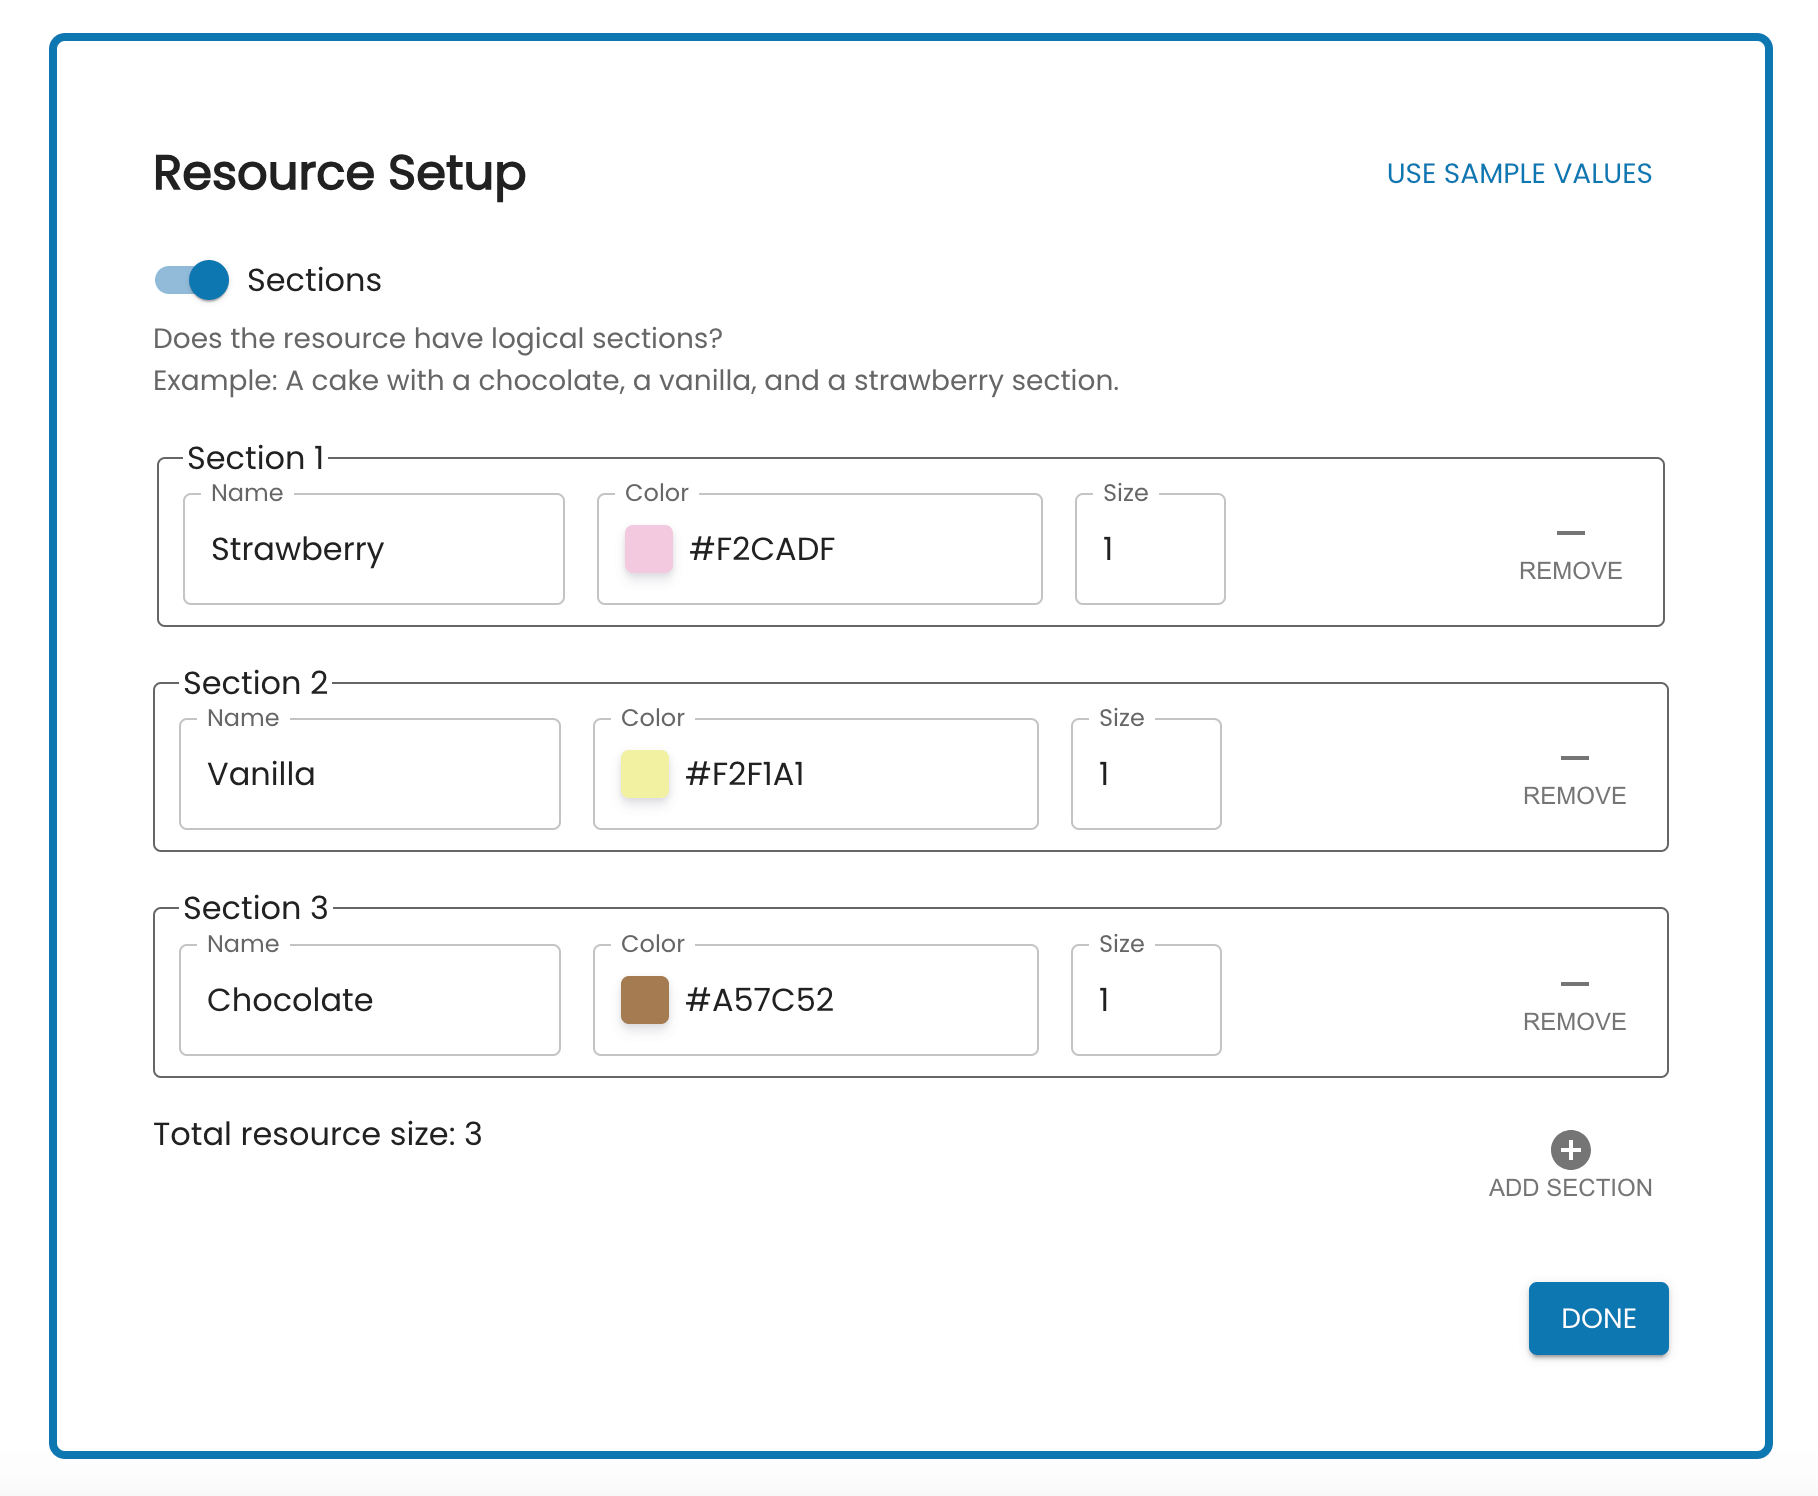 Resource Setup
USE SAMPLE VALUES
Sections
Does the resource have logical sections?
Example: A cake with a chocolate, a vanilla, and a strawberry section.
Section 1
Name
Color
Size
Strawberry
#F2CADF
1
REMOVE
Section 2
Name
Color
Size
Vanilla
#F2F1A1
1
REMOVE
Section 3
Name
Color
Size
Chocolate
#A57C52
1
REMOVE
Total resource size: 3
ADD SECTION
DONE